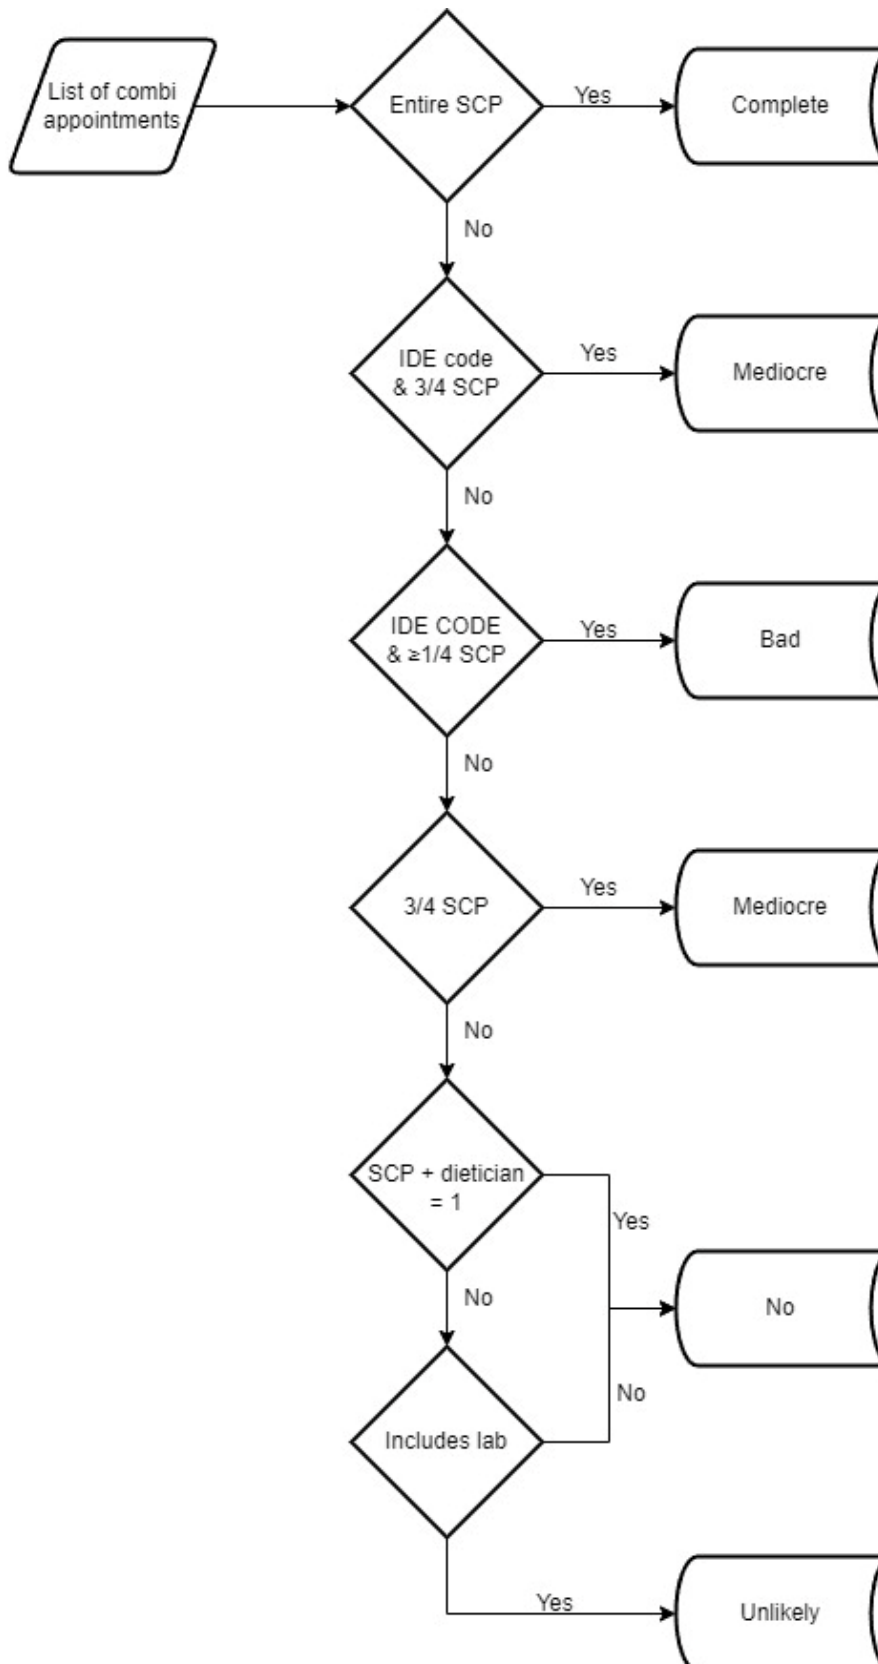 List of combi
appointments
Entire SCP
Yes
Complete
No
IDE code
& 3/4 SCP
Yes
Mediocre
No
IDE CODE
& ≥1/4 SCP
Yes
Bad
No
3/4 SCP
Yes
Mediocre
No
SCP + dietician
= 1
Yes
No
No
No
Includes lab
Yes
Unlikely